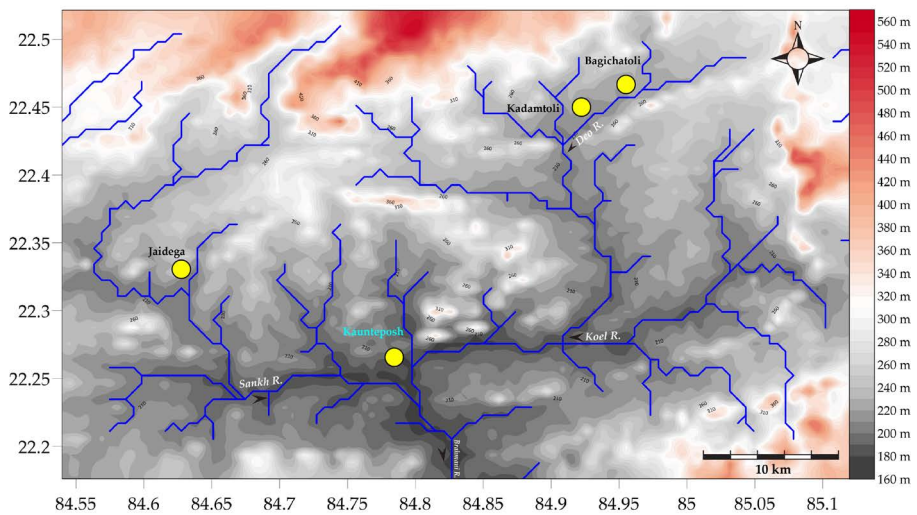 N
Bagichatoli
Kadamtoli
Deo R.
Jaidega
Kaunteposh
Koel R.
Sankh R.
Brahmani R.
10 km
22.5
22.45
22.4
22.35
22.3
22.25
22.2
84.55
84.6
84.65
84.7
84.75
84.8
84.85
84.9
84.95
85
85.05
85.1
560 m
540 m
520 m
500 m
480 m
460 m
440 m
420 m
400 m
380 m
360 m
340 m
320 m
300 m
280 m
260 m
240 m
220 m
200 m
180 m
160 m